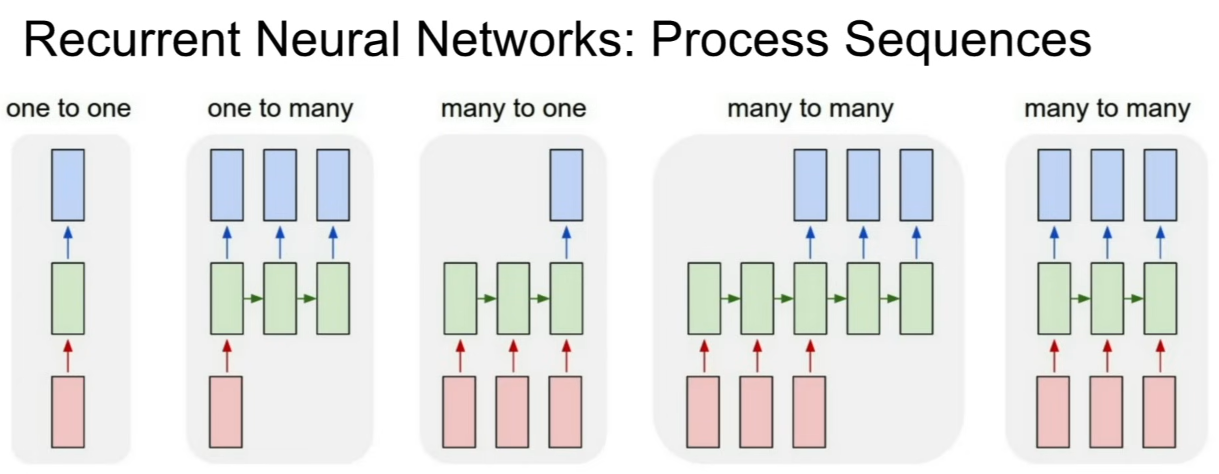 Recurrent Neural Networks: Process Sequences
one to one
one to many
many to one
many to many
many to many